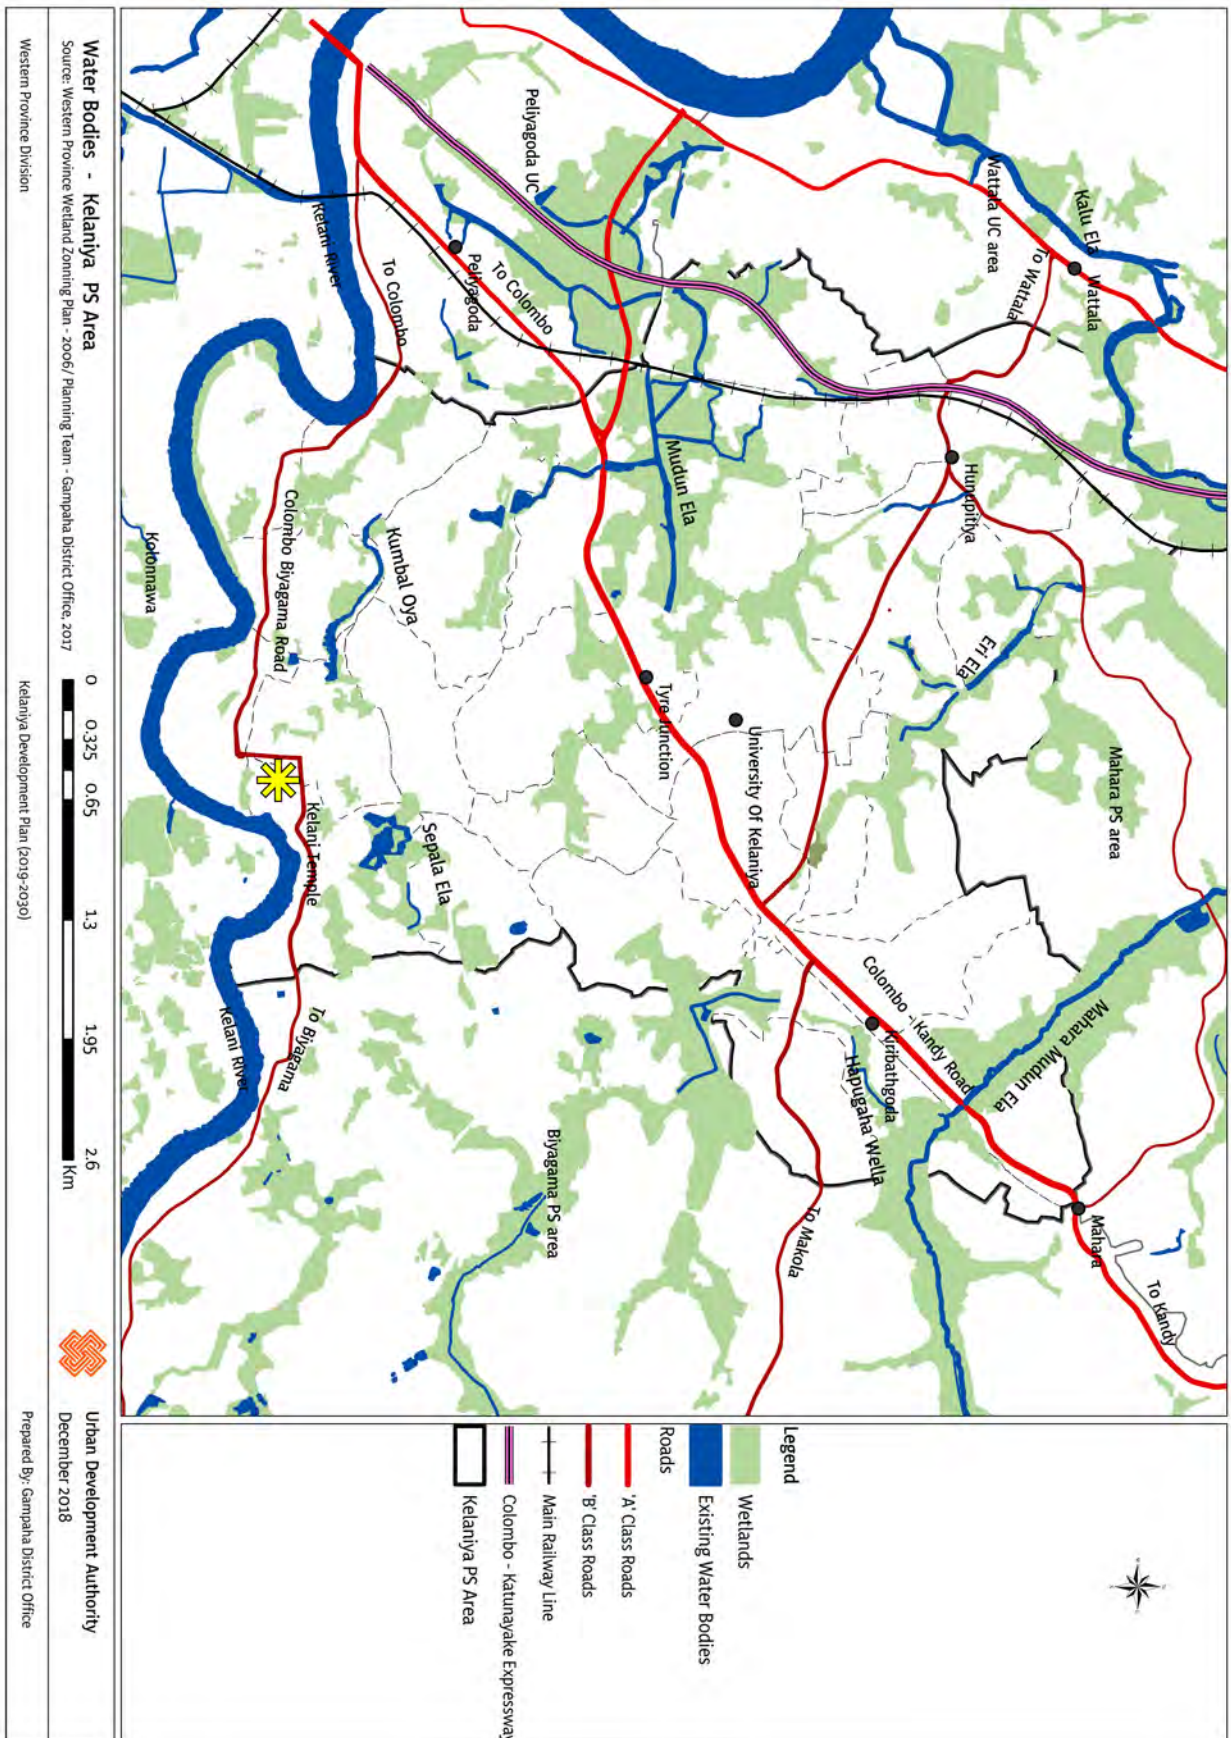 Wattala UC area
Kalu Ela
Wattala
To Wattala
Peliyagoda UC
To Colombo
Peliyagoda
Kelani River
To Colombo
Mudun Ela
Hunupitiya
Eri Ela
Mahara PS area
Kumbal Oya
Colombo Biyagama Road
Kolonnawa
Tyre Junction
University Of Kelaniya
Sepala Ela
Kelani Temple
Colombo - Kandy Road
Mahara Mudun Ela
Kiribathgoda
Hapugaha Wella
To Biyagama
Kelani River
Biyagama PS area
To Makola
Mahara
To Kandy
Legend
Wetlands
Existing Water Bodies
Roads
'A' Class Roads
'B' Class Roads
Main Railway Line
Colombo - Katunayake Expressway
Kelaniya PS Area
Water Bodies - Kelaniya PS Area
Source: Western Province Wetland Zonning Plan - 2006/ Planning Team - Gampaha District Office, 2017
0 0.325 0.65 1.3 1.95 2.6
Km
Urban Development Authority
December 2018
Western Province Division
Kelaniya Development Plan (2019-2030)
Prepared By: Gampaha District Office